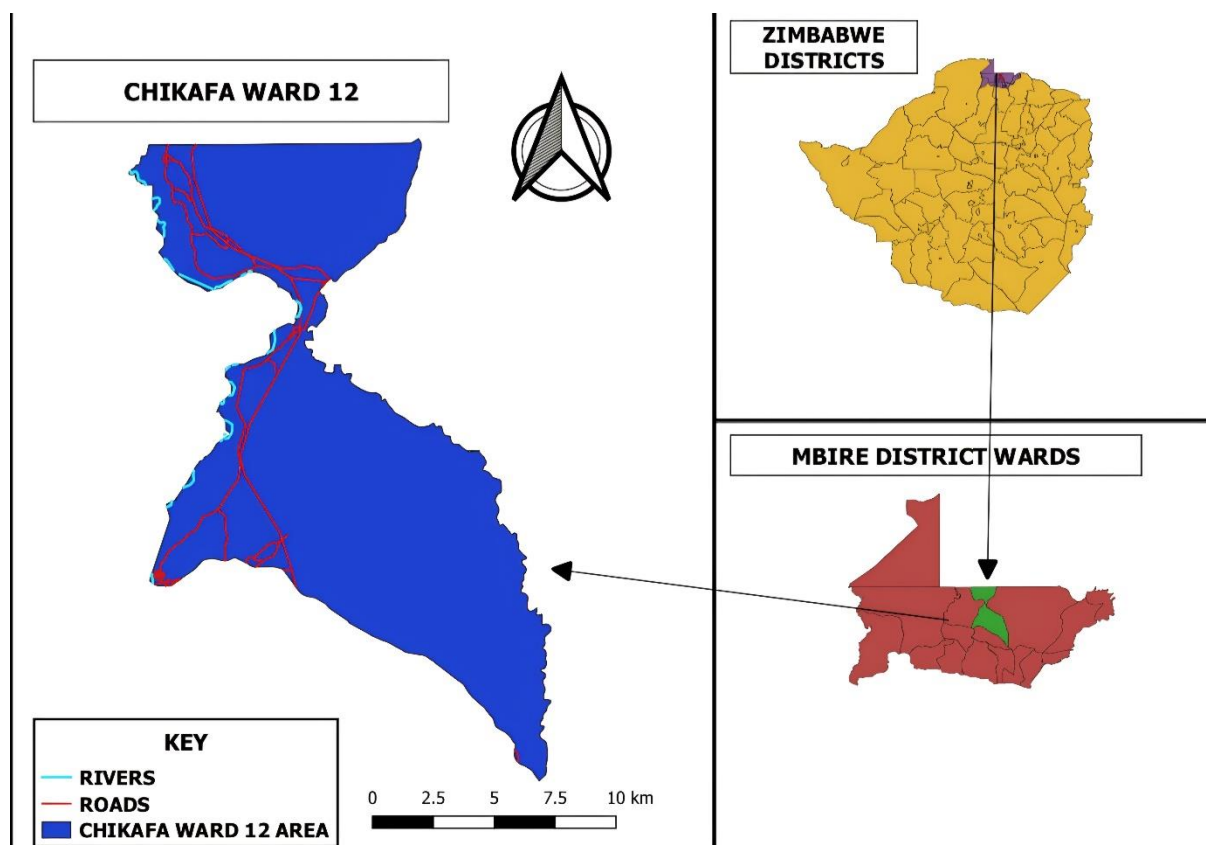 CHIKAFA WARD 12
KEY
RIVERS
ROADS
CHIKAFA WARD 12 AREA
0 2.5 5 7.5 10 km
ZIMBABWE
DISTRICTS
MBIRE DISTRICT WARDS